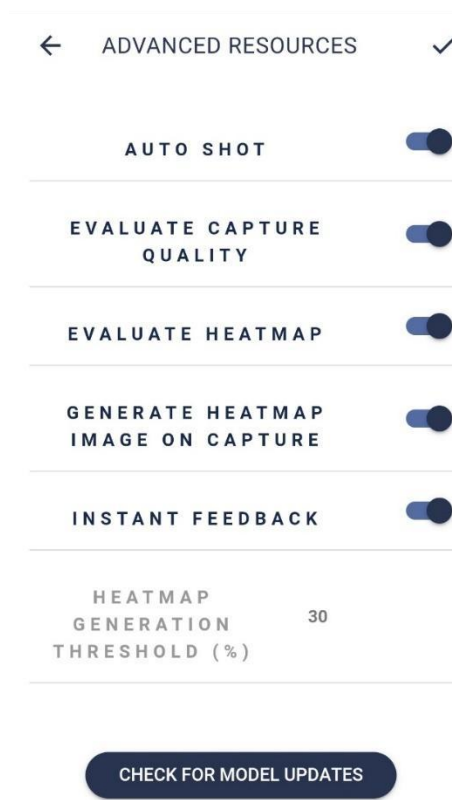 ADVANCED RESOURCES
AUTO SHOT
EVALUATE CAPTURE
QUALITY
EVALUATE HEATMAP
GENERATE HEATMAP
IMAGE ON CAPTURE
INSTANT FEEDBACK
HEATMAP
GENERATION
THRESHOLD (%)
30
CHECK FOR MODEL UPDATES